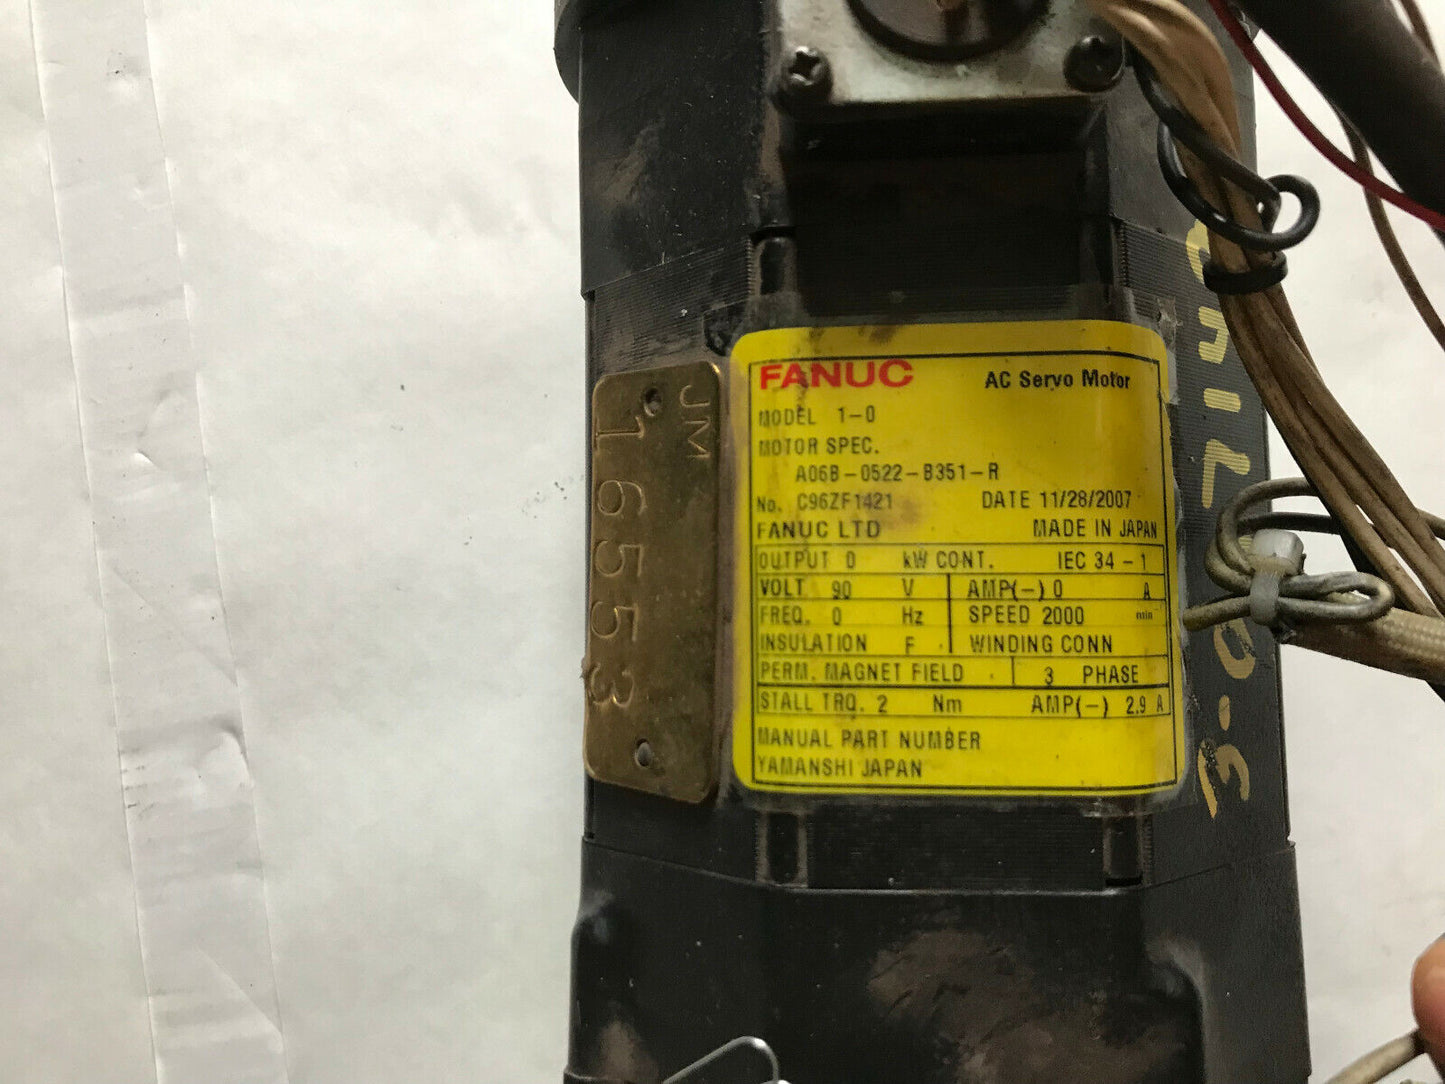 FANUC AC Servo Motor
MODEL 1-0
MOTOR SPEC.
A06B-0522-B351-R
No. C96ZF1421 DATE 11/28/2007
FANUC LTD MADE IN JAPAN
OUTPUT 0 kW CONT. IEC 34-1
VOLT 90 V AMP(~) 0 A
FREQ. 0 Hz SPEED 2000 min
INSULATION F WINDING CONN
PERM. MAGNET FIELD 3 PHASE
STALL TRQ. 2 Nm AMP(~) 2.9 A
MANUAL PART NUMBER
YAMANSHI JAPAN
JM
16553